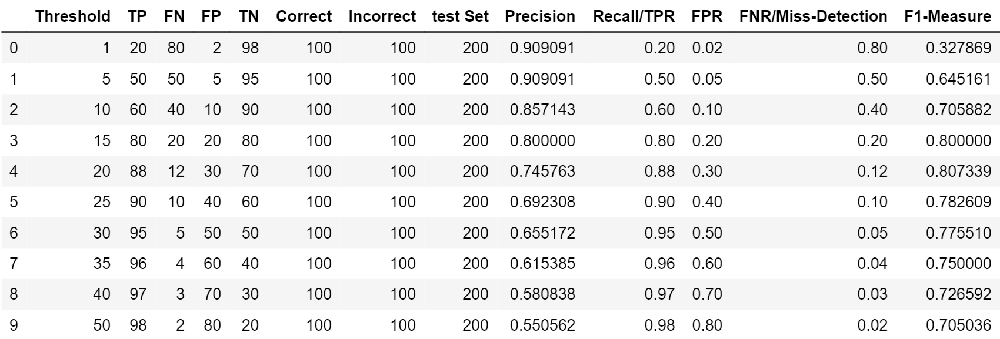 Threshold TP FN FP TN Correct Incorrect test Set Precision Recall/TPR FPR FNR/Miss-Detection F1-Measure
0 1 20 80 2 98 100 100 200 0.909091 0.20 0.02 0.80 0.327869
1 5 50 50 5 95 100 100 200 0.909091 0.50 0.05 0.50 0.645161
2 10 60 40 10 90 100 100 200 0.857143 0.60 0.10 0.40 0.705882
3 15 80 20 20 80 100 100 200 0.800000 0.80 0.20 0.20 0.800000
4 20 88 12 30 70 100 100 200 0.745763 0.88 0.30 0.12 0.807339
5 25 90 10 40 60 100 100 200 0.692308 0.90 0.40 0.10 0.782609
6 30 95 5 50 50 100 100 200 0.655172 0.95 0.50 0.05 0.775510
7 35 96 4 60 40 100 100 200 0.615385 0.96 0.60 0.04 0.750000
8 40 97 3 70 30 100 100 200 0.580838 0.97 0.70 0.03 0.726592
9 50 98 2 80 20 100 100 200 0.550562 0.98 0.80 0.02 0.705036